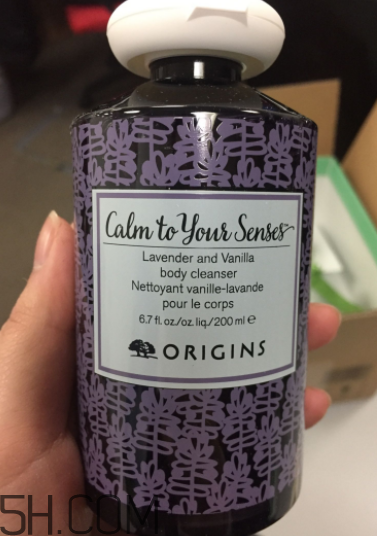 Calm to Your Senses
Lavender and Vanilla
body cleanser
Nettoyant vanille-lavande
pour le corps
6.7 fl. oz./oz. liq./200 ml ℮
ORIGINS
5H.COM